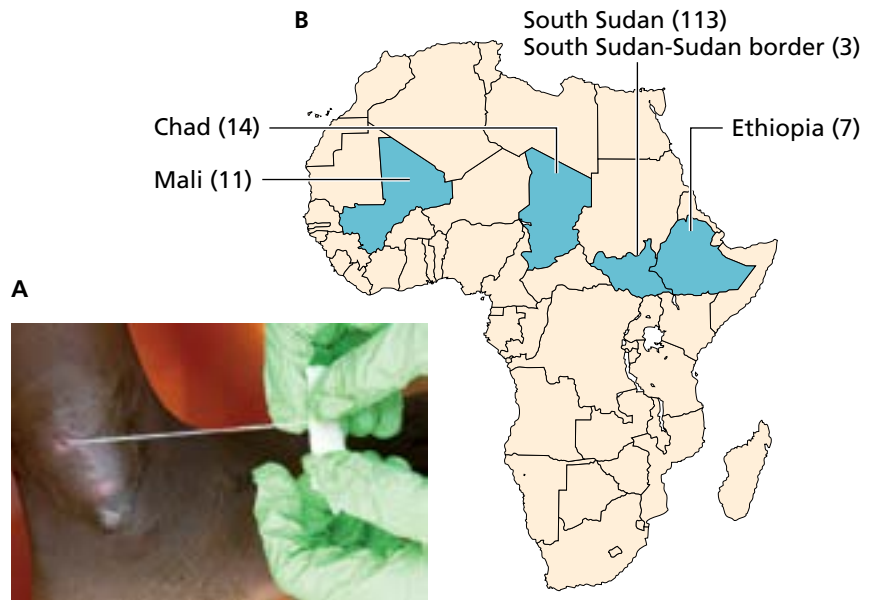 B
South Sudan (113)
South Sudan-Sudan border (3)
Chad (14)
Ethiopia (7)
Mali (11)
A